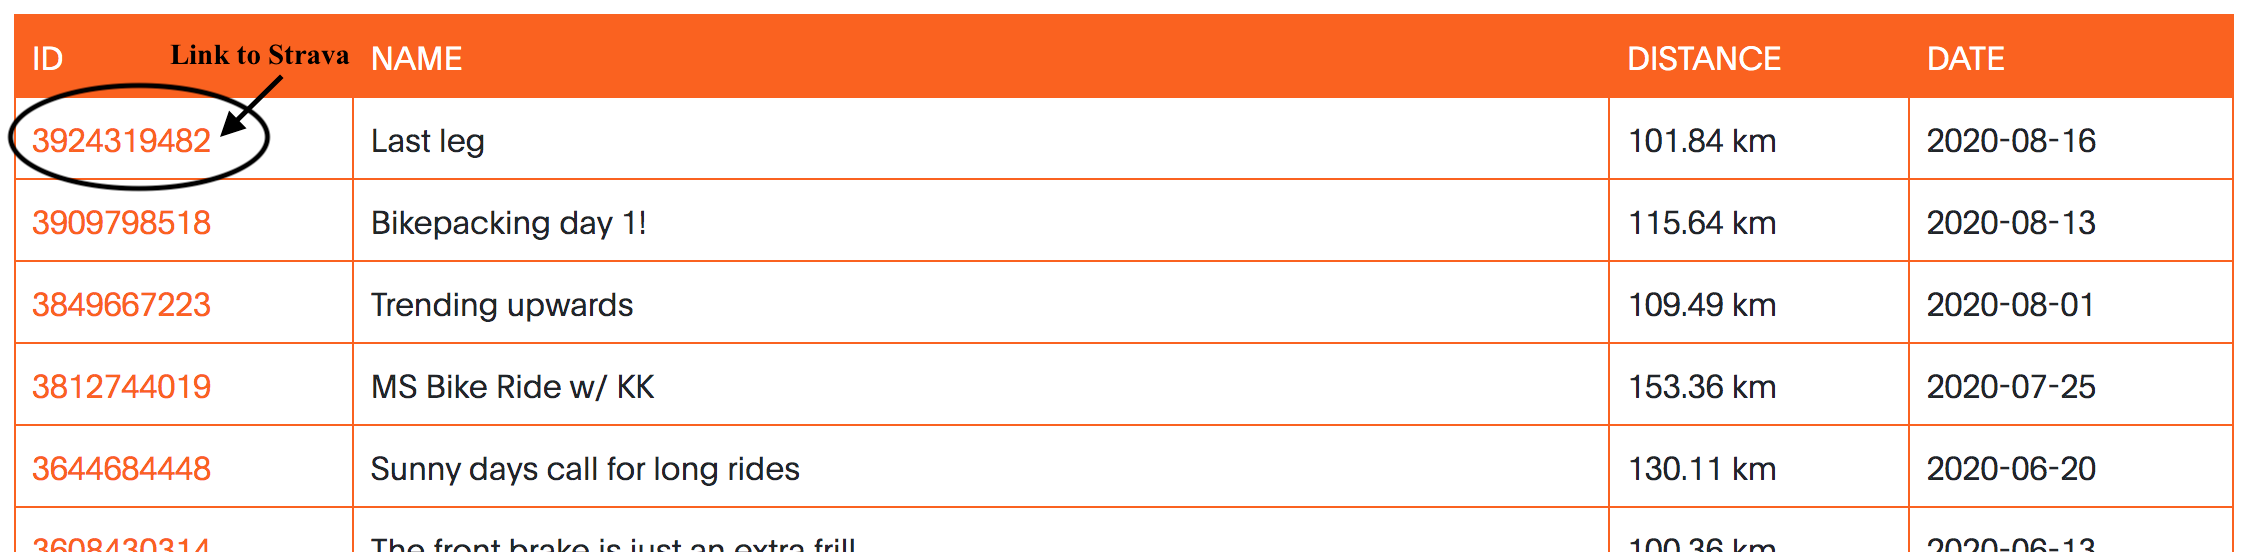 ID Link to Strava NAME DISTANCE DATE
3924319482 Last leg 101.84 km 2020-08-16
3909798518 Bikepacking day 1! 115.64 km 2020-08-13
3849667223 Trending upwards 109.49 km 2020-08-01
3812744019 MS Bike Ride w/ KK 153.36 km 2020-07-25
3644684448 Sunny days call for long rides 130.11 km 2020-06-20
3608430314 The front brake is just an extra frill 100.36 km 2020-06-13